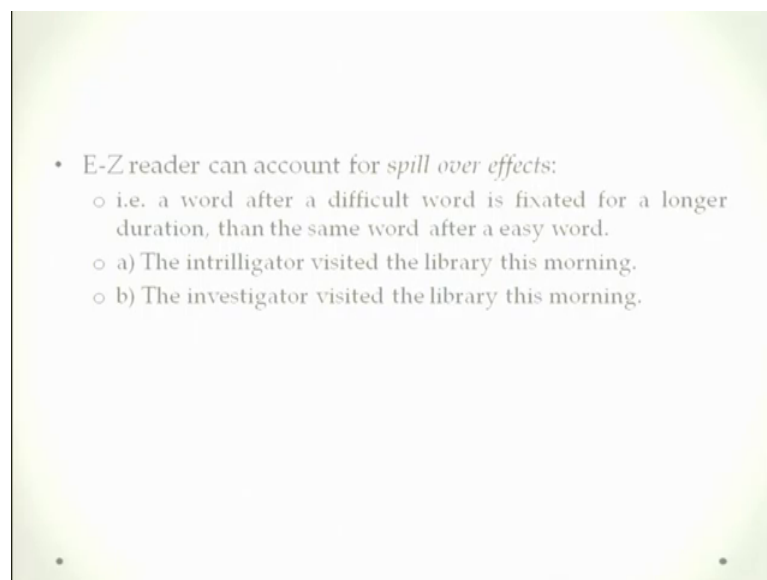 • E-Z reader can account for spill over effects:
o i.e. a word after a difficult word is fixated for a longer
duration, than the same word after a easy word.
o a) The intrilligator visited the library this morning.
o b) The investigator visited the library this morning.